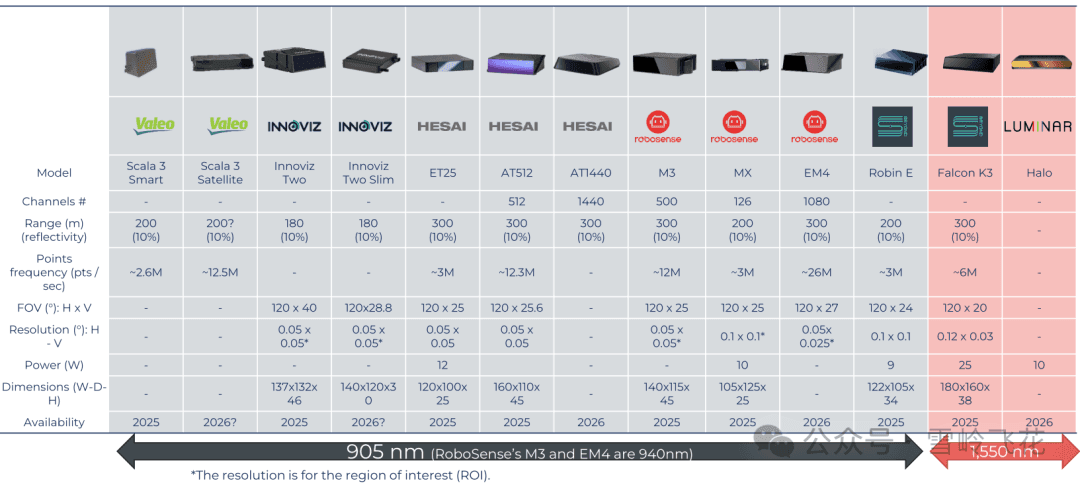 Valeo Valeo INNOVIZ INNOVIZ HESAI HESAI HESAI robosense robosense robosense LUMINAR
Model Scala 3 Smart Scala 3 Satellite Innoviz Two Innoviz Two Slim ET25 AT512 AT1440 M3 MX EM4 Robin E Falcon K3 Halo
Channels # - - - - - 512 1440 500 126 1080 - - -
Range (m) (reflectivity) 200 (10%) 200? (10%) 180 (10%) 180 (10%) 300 (10%) 300 (10%) 300 (10%) 300 (10%) 200 (10%) 300 (10%) 200 (10%) 300 (10%) -
Points frequency (pts / sec) ~2.6M ~12.5M - - ~3M ~12.3M - ~12M ~3M ~26M ~3M ~6M -
FOV (°): H x V - - 120 x 40 120x28.8 120 x 25 120 x 25.6 - 120 x 25 120 x 25 120 x 27 120 x 24 120 x 20 -
Resolution (°): H - V - - 0.05 x 0.05* 0.05 x 0.05* 0.05 x 0.05 0.05 x 0.05 - 0.05 x 0.05* 0.1 x 0.1* 0.05x 0.025* 0.1 x 0.1 0.12 x 0.03 -
Power (W) - - - - 12 - - - 10 - 9 25 10
Dimensions (W-D-H) - - 137x132x46 140x120x30 120x100x25 160x110x45 - 140x115x45 105x125x25 - 122x105x34 180x160x38 -
Availability 2025 2026? 2025 2026? 2025 2025 2026 2025 2025 2026 2025 2025 2026
905 nm (RoboSense's M3 and EM4 are 940nm) 1,550 nm
公众号 · 雪岭飞花
*The resolution is for the region of interest (ROI).